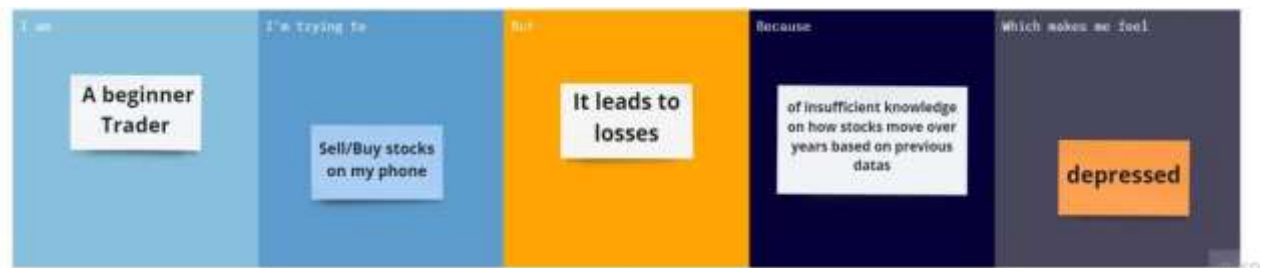 I am
I'm trying to
But
Because
Which makes me feel
A beginner
Trader
Sell/Buy stocks
on my phone
It leads to
losses
of insufficient knowledge
on how stocks move over
years based on previous
datas
depressed